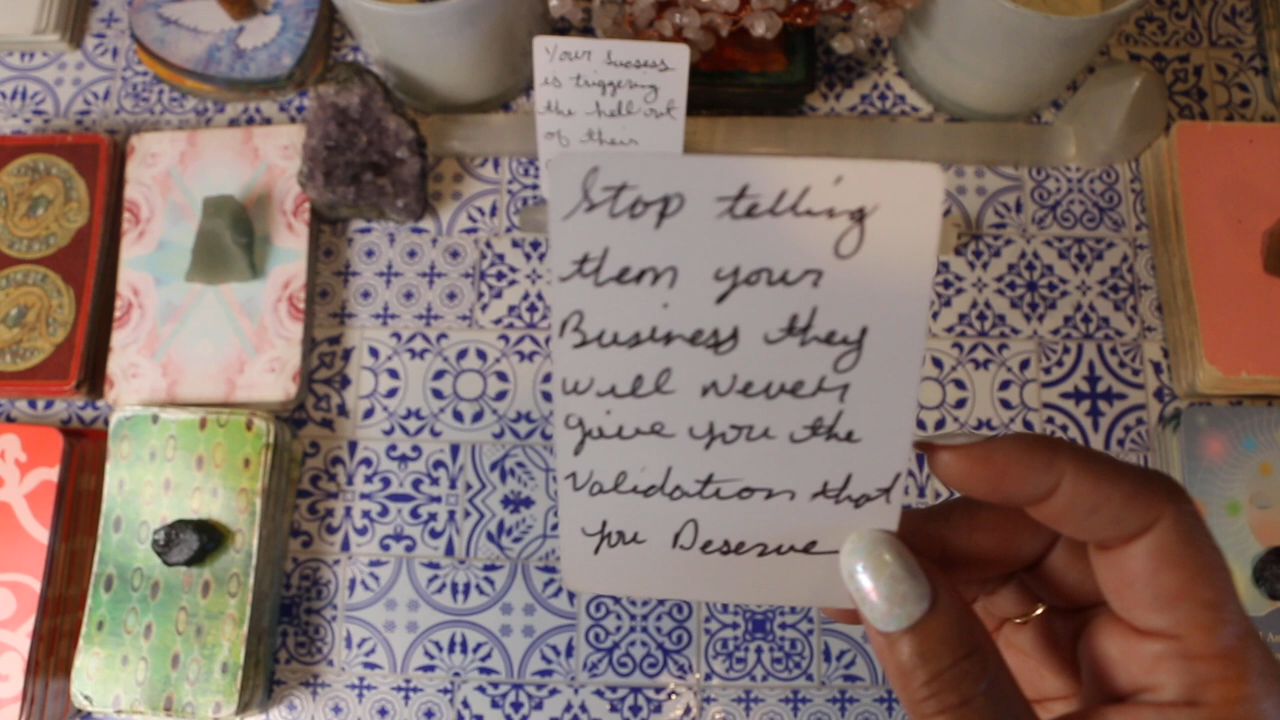 Your Success
is triggering
the hell out
of their
Stop telling
them your
Business they
will Never
give you the
Validation that
you Deserve